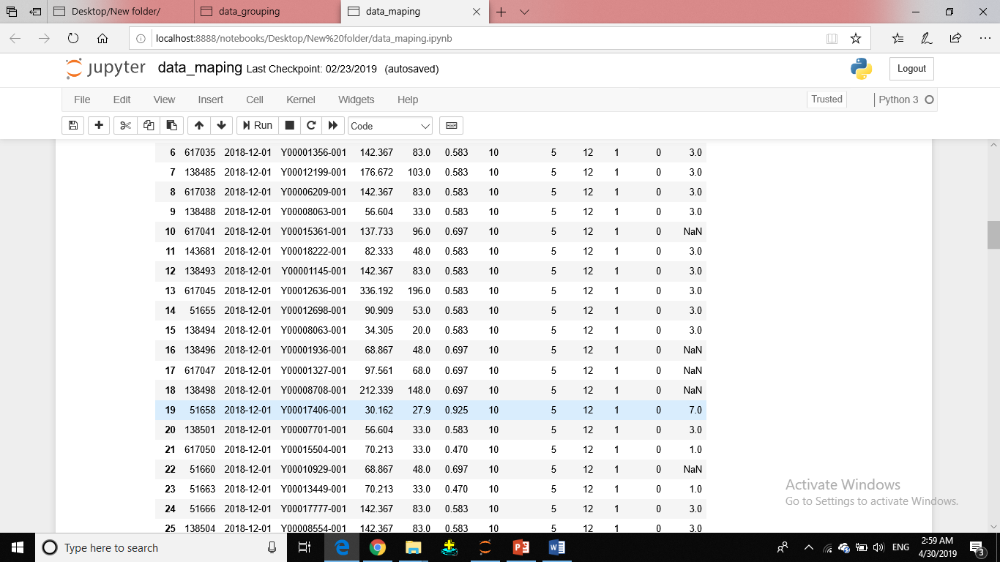 Desktop/New folder/ data_grouping data_maping
localhost:8888/notebooks/Desktop/New%20folder/data_maping.ipynb
jupyter data_maping Last Checkpoint: 02/23/2019 (autosaved) Logout
File Edit View Insert Cell Kernel Widgets Help Trusted Python 3
Run Code
6 617035 2018-12-01 Y00001356-001 142.367 83.0 0.583 10 5 12 1 0 3.0
7 138485 2018-12-01 Y00012199-001 176.672 103.0 0.583 10 5 12 1 0 3.0
8 617038 2018-12-01 Y00006209-001 142.367 83.0 0.583 10 5 12 1 0 3.0
9 138488 2018-12-01 Y00008063-001 56.604 33.0 0.583 10 5 12 1 0 3.0
10 617041 2018-12-01 Y00015361-001 137.733 96.0 0.697 10 5 12 1 0 NaN
11 143681 2018-12-01 Y00018222-001 82.333 48.0 0.583 10 5 12 1 0 3.0
12 138493 2018-12-01 Y00001145-001 142.367 83.0 0.583 10 5 12 1 0 3.0
13 617045 2018-12-01 Y00012636-001 336.192 196.0 0.583 10 5 12 1 0 3.0
14 51655 2018-12-01 Y00012698-001 90.909 53.0 0.583 10 5 12 1 0 3.0
15 138494 2018-12-01 Y00008063-001 34.305 20.0 0.583 10 5 12 1 0 3.0
16 138496 2018-12-01 Y00001936-001 68.867 48.0 0.697 10 5 12 1 0 NaN
17 617047 2018-12-01 Y00001327-001 97.561 68.0 0.697 10 5 12 1 0 NaN
18 138498 2018-12-01 Y00008708-001 212.339 148.0 0.697 10 5 12 1 0 NaN
19 51658 2018-12-01 Y00017406-001 30.162 27.9 0.925 10 5 12 1 0 7.0
20 138501 2018-12-01 Y00007701-001 56.604 33.0 0.583 10 5 12 1 0 3.0
21 617050 2018-12-01 Y00015504-001 70.213 33.0 0.470 10 5 12 1 0 1.0
22 51660 2018-12-01 Y00010929-001 68.867 48.0 0.697 10 5 12 1 0 NaN
23 51663 2018-12-01 Y00013449-001 70.213 33.0 0.470 10 5 12 1 0 1.0
24 51666 2018-12-01 Y00017777-001 142.367 83.0 0.583 10 5 12 1 0 3.0
25 138504 2018-12-01 Y00008554-001 142.367 83.0 0.583 10 5 12 1 0 3.0
Activate Windows
Go to Settings to activate Windows.
Type here to search ENG 2:59 AM
4/30/2019 3